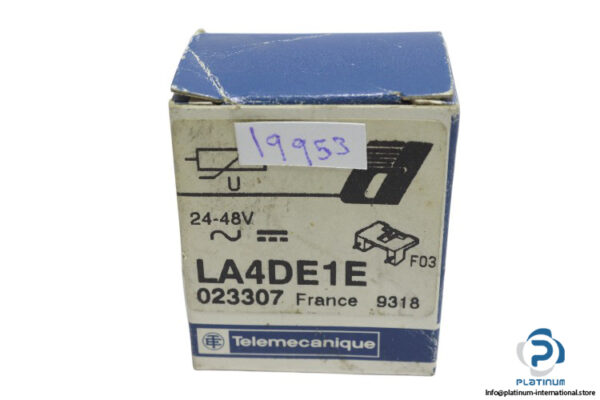 19953
U
24-48V
F03
LA4DE1E
023307 France 9318
Telemecanique
PLATINUM
Info@platinum-international.store